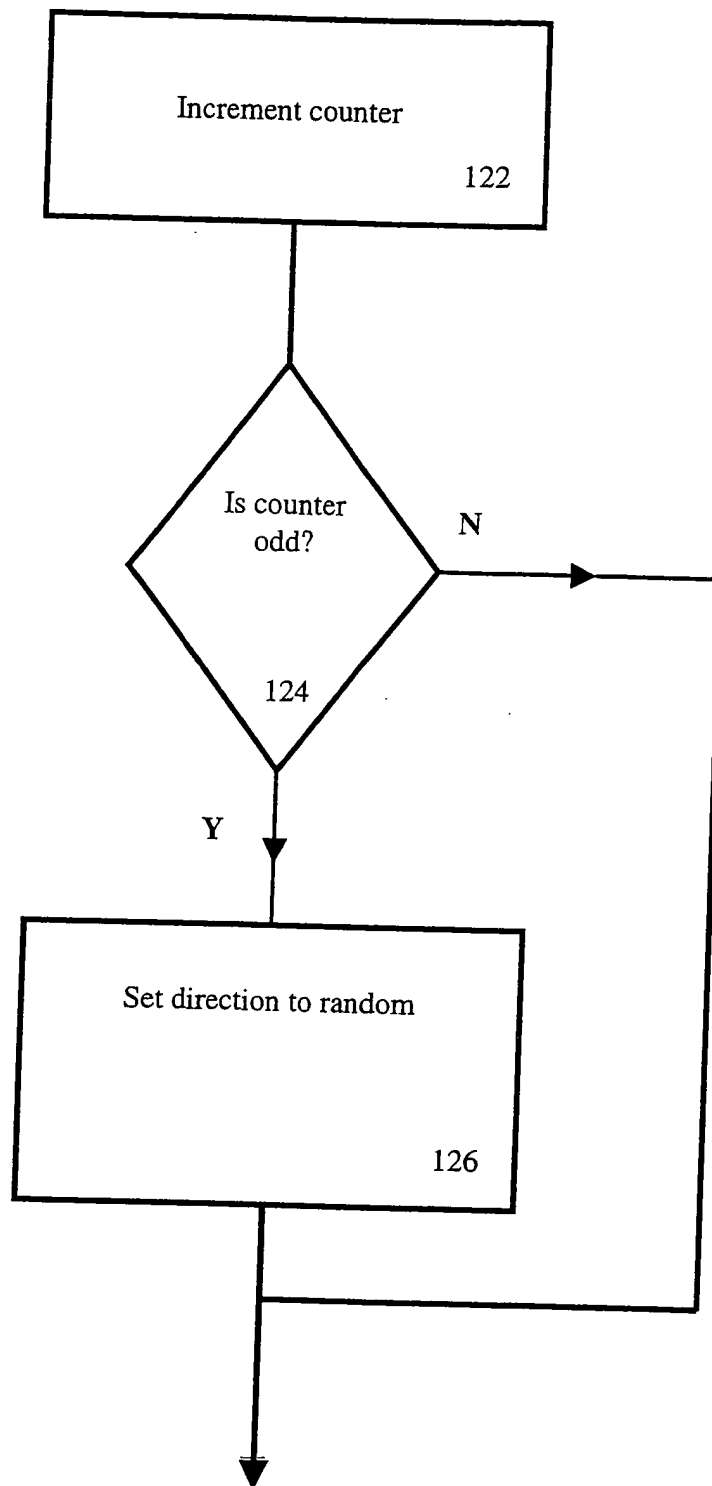 Increment counter
122
Is counter
odd?
N
124
Y
Set direction to random
126